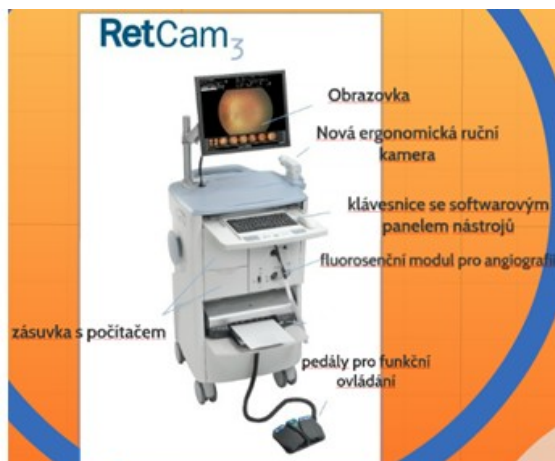 RetCam3
Obrazovka
Nová ergonomická ruční
kamera
klávesnice se softwarovým
panelem nástrojů
fluorosenční modul pro angiografi
zásuvka s počítačem
pedály pro funkční
ovládání